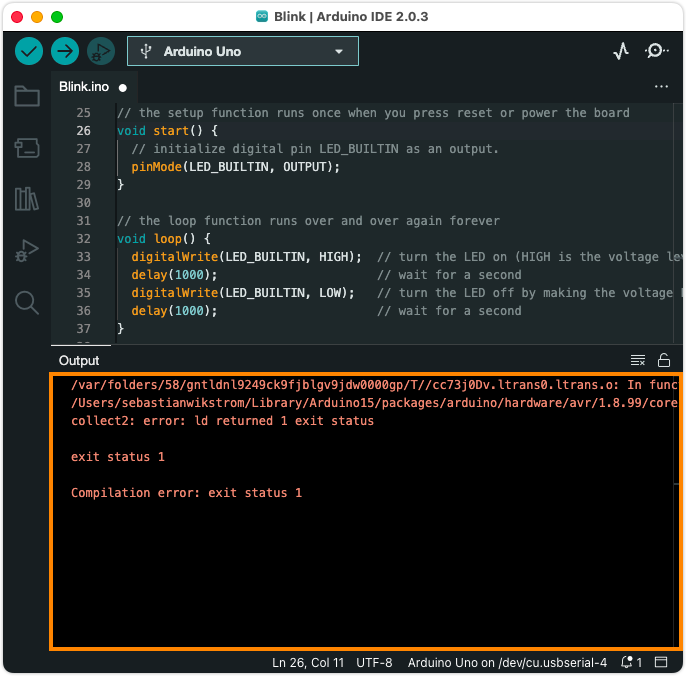 Blink | Arduino IDE 2.0.3
Arduino Uno
Blink.ino
25 // the setup function runs once when you press reset or power the board
26 void start() {
27 // initialize digital pin LED_BUILTIN as an output.
28 pinMode(LED_BUILTIN, OUTPUT);
29 }
30
31 // the loop function runs over and over again forever
32 void loop() {
33 digitalWrite(LED_BUILTIN, HIGH); // turn the LED on (HIGH is the voltage lev
34 delay(1000); // wait for a second
35 digitalWrite(LED_BUILTIN, LOW); // turn the LED off by making the voltage
36 delay(1000); // wait for a second
37 }
Output
/var/folders/58/gntldnl9249ck9fjblgv9jdw0000gp/T//cc73j0Dv.ltrans0.ltrans.o: In func
/Users/sebastianwikstrom/Library/Arduino15/packages/arduino/hardware/avr/1.8.99/core
collect2: error: ld returned 1 exit status
exit status 1
Compilation error: exit status 1
Ln 26, Col 11 UTF-8 Arduino Uno on /dev/cu.usbserial-4 1